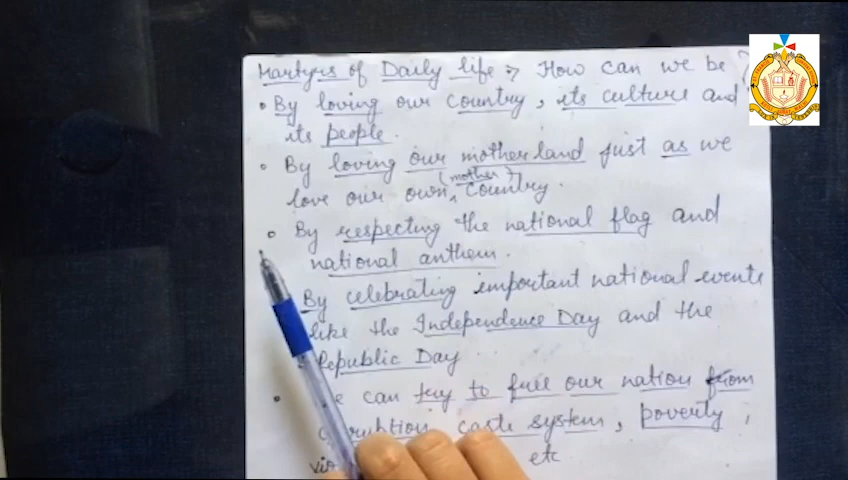 Martyrs of Daily life :→ How can we be ?
• By loving our country, its culture and
its people.
• By loving our motherland just as we
love our own (mother) country.
• By respecting the national flag and
national anthem.
By celebrating important national events
like the Independence Day and the
Republic Day
• can try to free our nation from
caste system, poverty,
etc